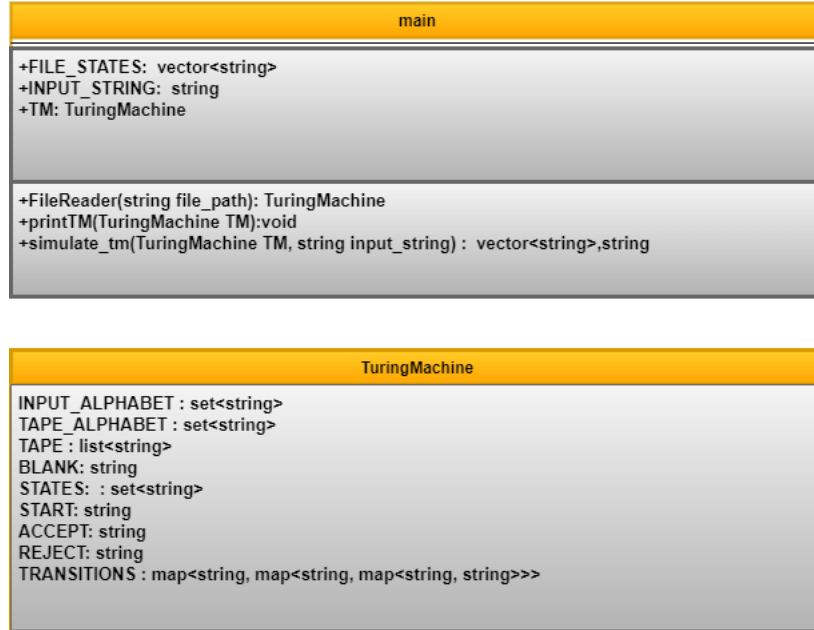 main
+FILE_STATES: vector<string>
+INPUT_STRING: string
+TM: TuringMachine
+FileReader(string file_path): TuringMachine
+printTM(TuringMachine TM):void
+simulate_tm(TuringMachine TM, string input_string) : vector<string>,string
TuringMachine
INPUT_ALPHABET : set<string>
TAPE_ALPHABET : set<string>
TAPE : list<string>
BLANK: string
STATES: : set<string>
START: string
ACCEPT: string
REJECT: string
TRANSITIONS : map<string, map<string, map<string, string>>>